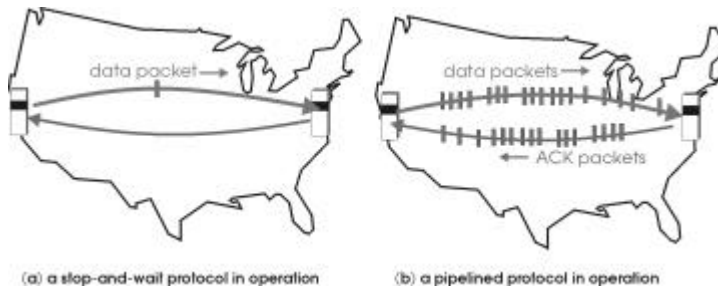 data packet
data packets
ACK packets
(a) a stop-and-wait protocol in operation
(b) a pipelined protocol in operation